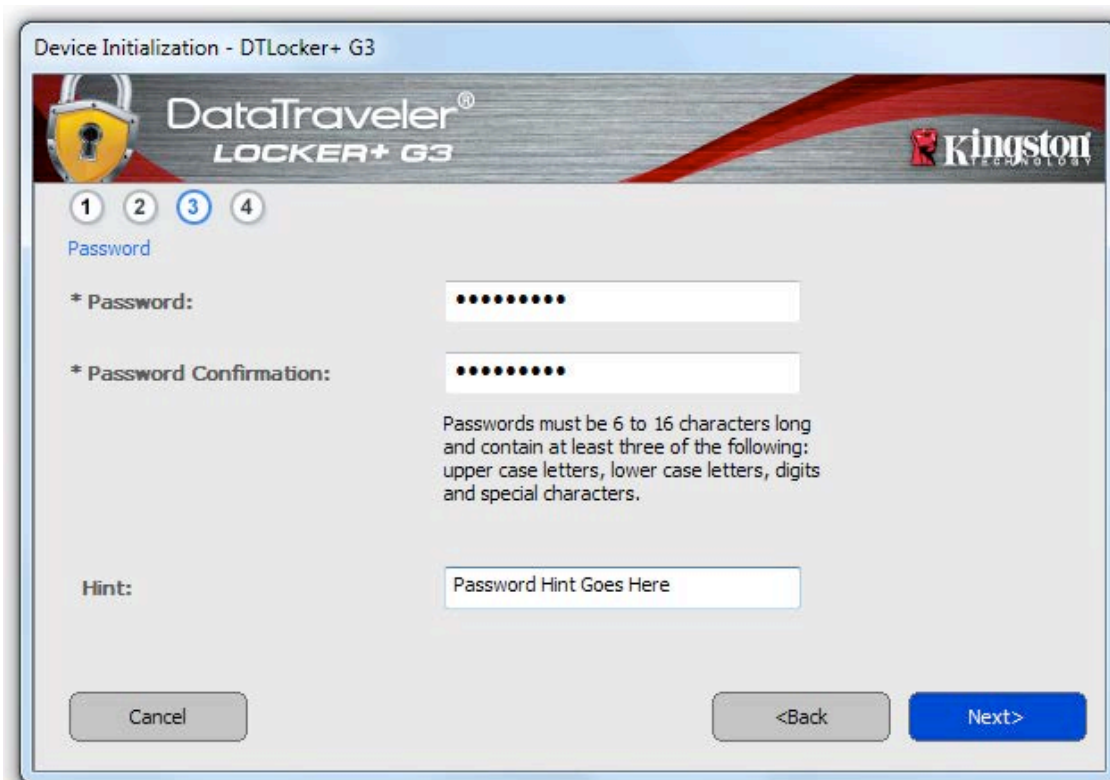 Device Initialization - DTLocker+ G3
DataTraveler®
LOCKER+ G3
Kingston
TECHNOLOGY
1 2 3 4
Password
* Password:
•••••••••
* Password Confirmation:
•••••••••
Passwords must be 6 to 16 characters long
and contain at least three of the following:
upper case letters, lower case letters, digits
and special characters.
Hint:
Password Hint Goes Here
Cancel
<Back
Next>